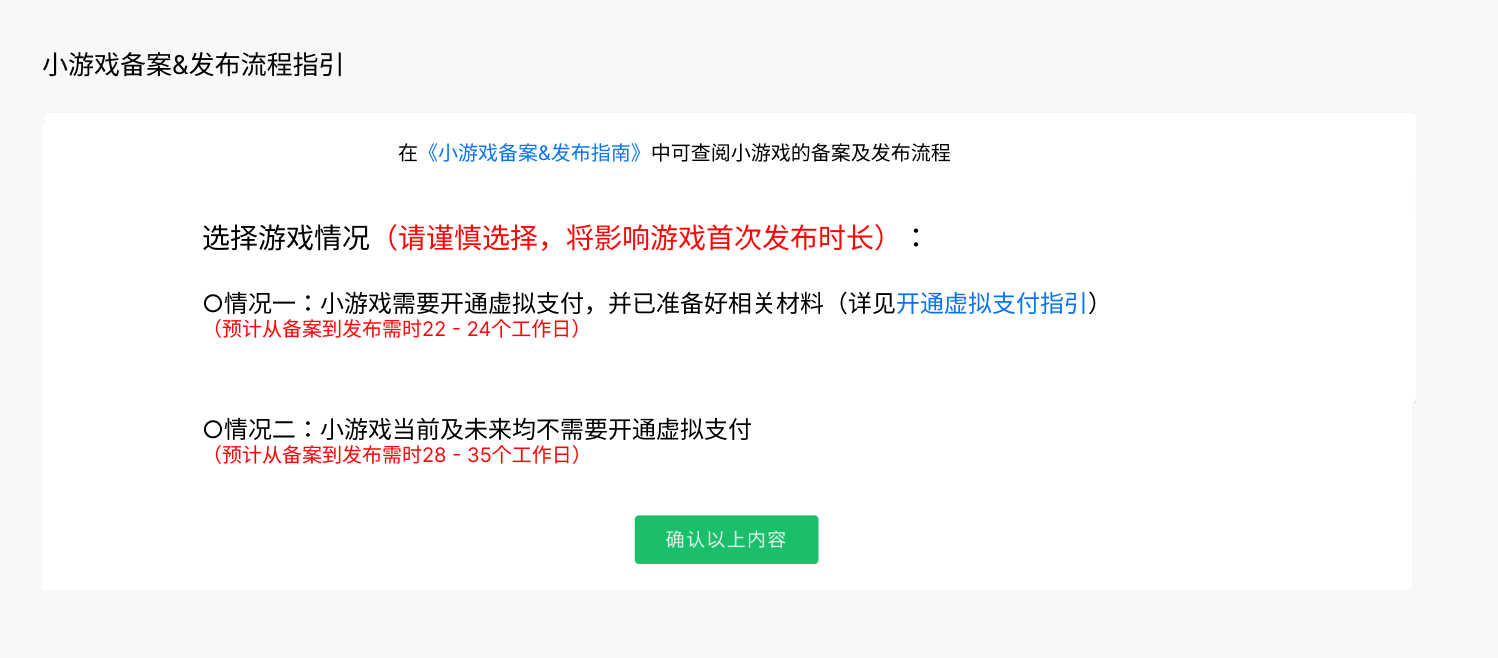 小游戏备案&发布流程指引
在《小游戏备案&发布指南》中可查阅小游戏的备案及发布流程
选择游戏情况（请谨慎选择，将影响游戏首次发布时长）：
情况一：小游戏需要开通虚拟支付，并已准备好相关材料（详见开通虚拟支付指引）
（预计从备案到发布需时22 - 24个工作日）
情况二：小游戏当前及未来均不需要开通虚拟支付
（预计从备案到发布需时28 - 35个工作日）
确认以上内容